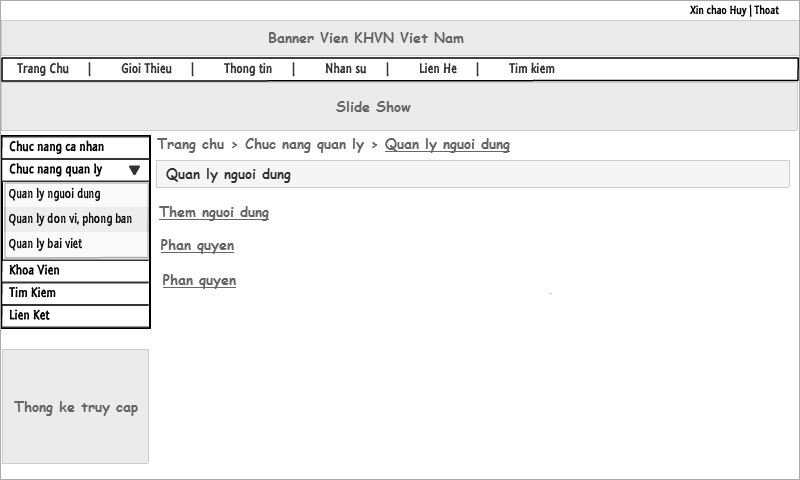 Xin chao Huy | Thoat
Banner Vien KHVN Viet Nam
Trang Chu | Gioi Thieu | Thong tin | Nhan su | Lien He | Tim kiem
Slide Show
Chuc nang ca nhan
Chuc nang quan ly
Quan ly nguoi dung
Quan ly don vi, phong ban
Quan ly bai viet
Khoa Vien
Tim Kiem
Lien Ket
Thong ke truy cap
Trang chu > Chuc nang quan ly > Quan ly nguoi dung
Quan ly nguoi dung
Them nguoi dung
Phan quyen
Phan quyen